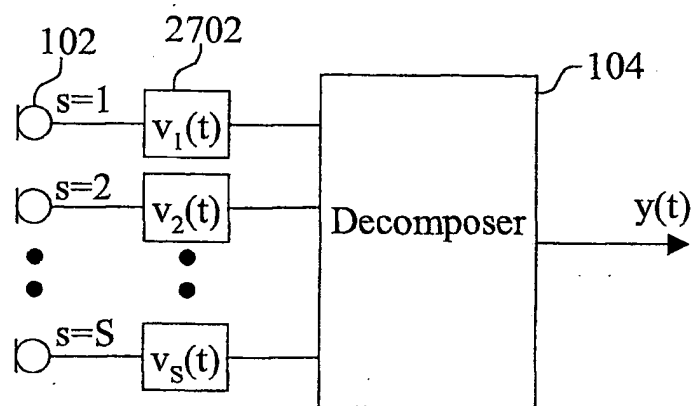 102
2702
104
s=1
v₁(t)
s=2
v₂(t)
Decomposer
y(t)
s=S
vₛ(t)